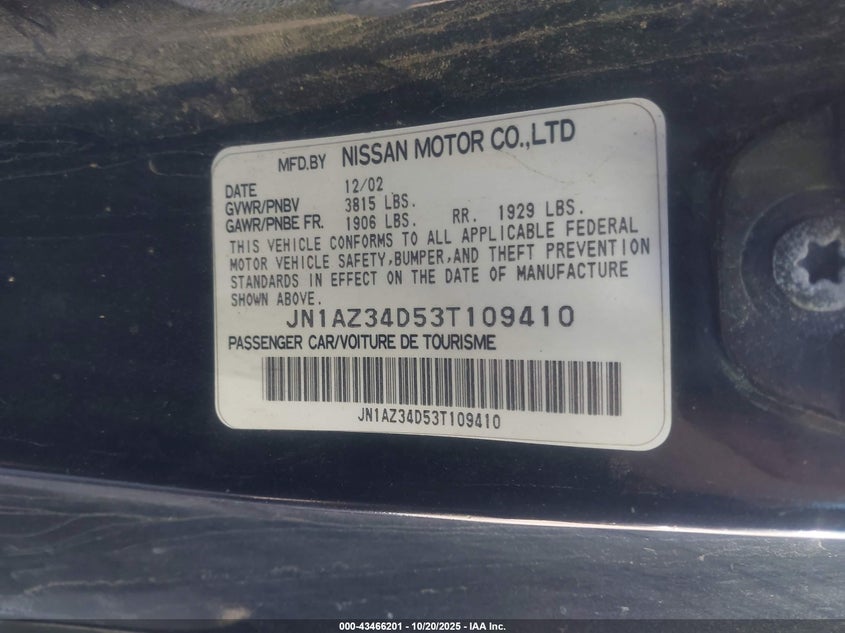 MFD.BY NISSAN MOTOR CO.,LTD
DATE 12/02
GVWR/PNBV 3815 LBS.
GAWR/PNBE FR. 1906 LBS. RR. 1929 LBS.
THIS VEHICLE CONFORMS TO ALL APPLICABLE FEDERAL
MOTOR VEHICLE SAFETY,BUMPER,AND THEFT PREVENTION
STANDARDS IN EFFECT ON THE DATE OF MANUFACTURE
SHOWN ABOVE.
JN1AZ34D53T109410
PASSENGER CAR/VOITURE DE TOURISME
JN1AZ34D53T109410
000-43466201 - 10/20/2025 - IAA Inc.